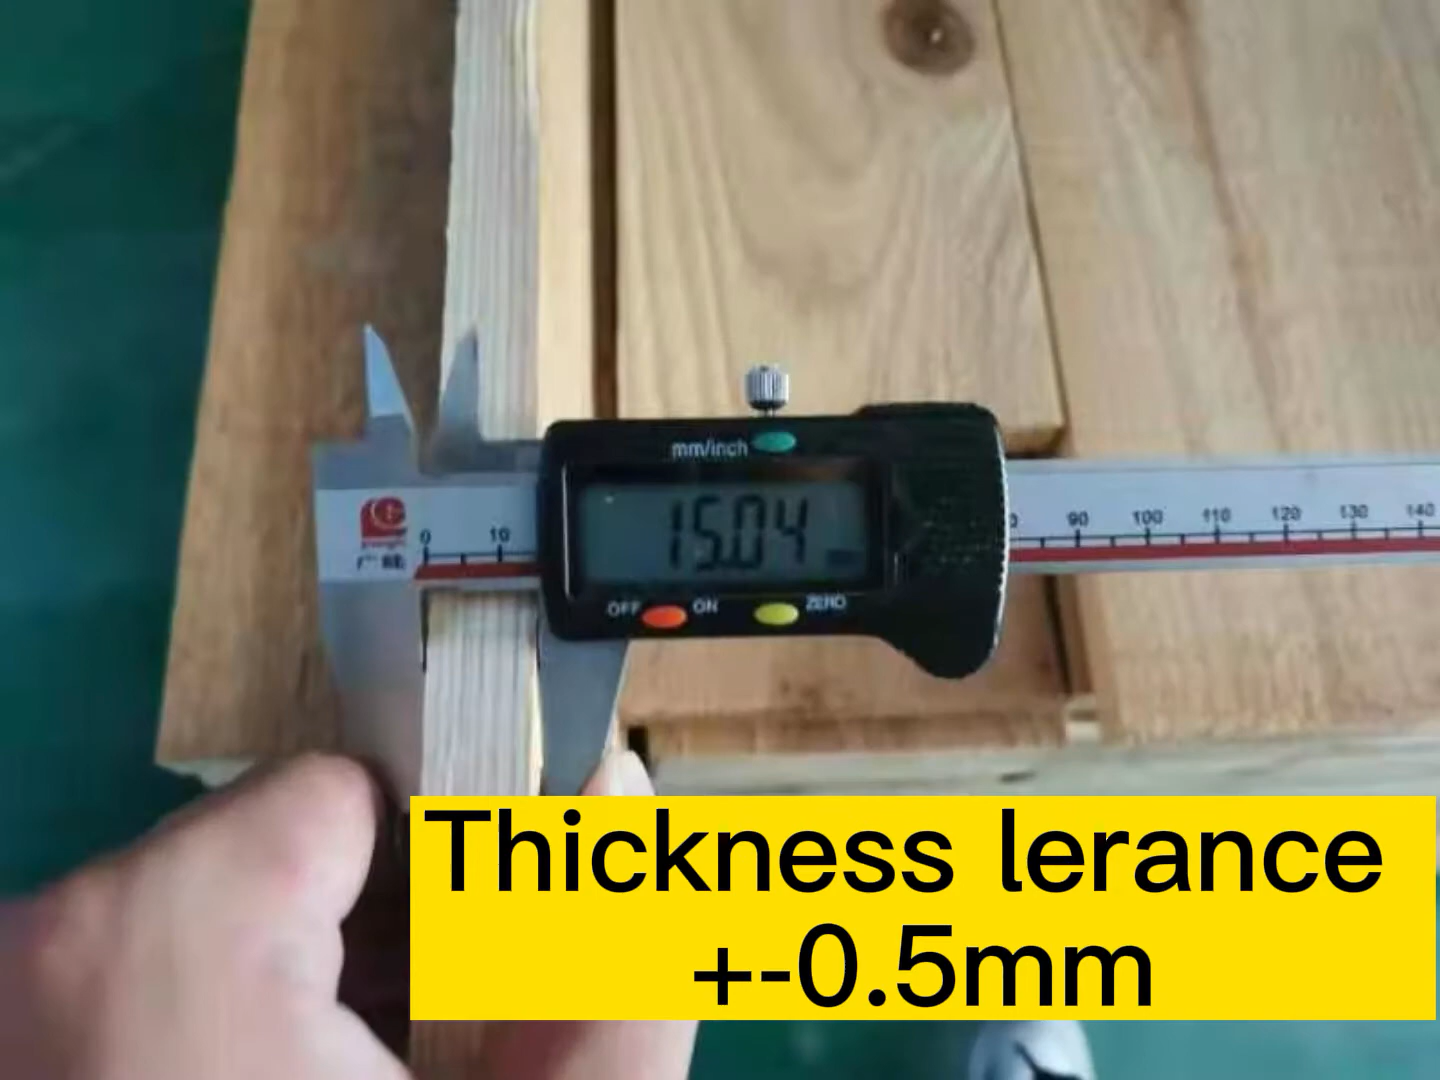 mm/inch
15.04
OFF ON ZERO
0 10
90 100 110 120 130 140
Thickness lerance
+-0.5mm